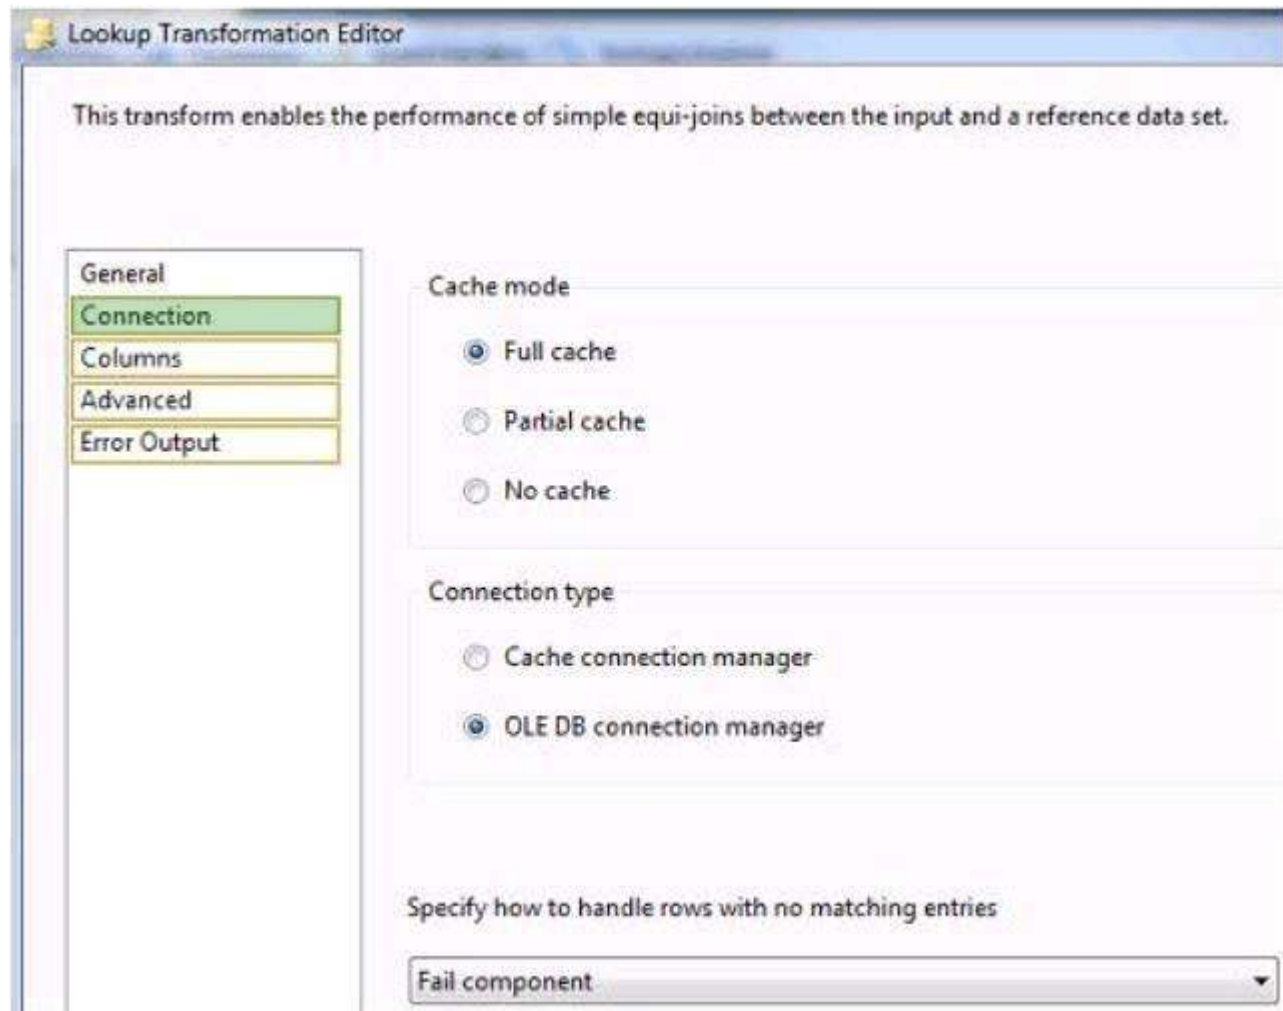 Lookup Transformation Editor
This transform enables the performance of simple equi-joins between the input and a reference data set.
General
Connection
Columns
Advanced
Error Output
Cache mode
Full cache
Partial cache
No cache
Connection type
Cache connection manager
OLE DB connection manager
Specify how to handle rows with no matching entries
Fail component